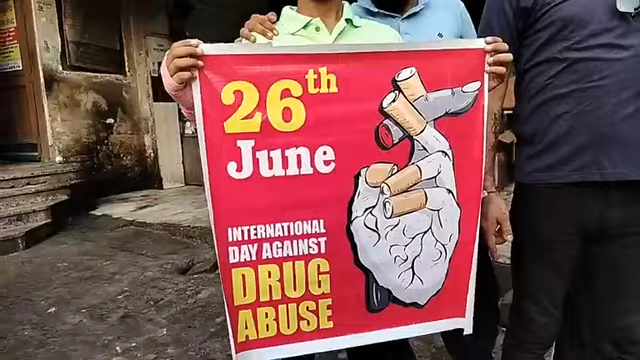 26th
June
INTERNATIONAL
DAY AGAINST
DRUG
ABUSE